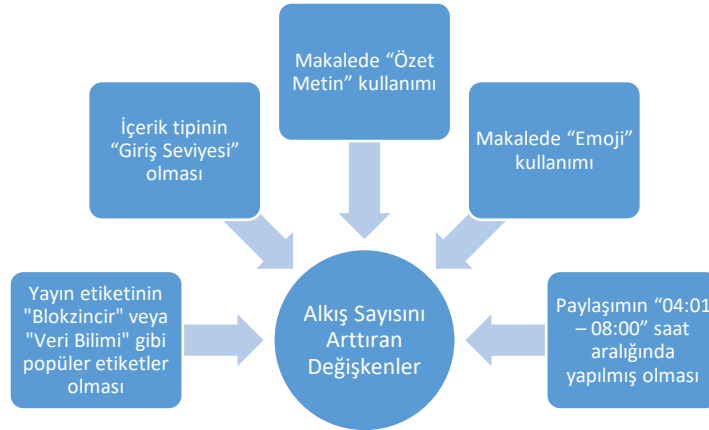 Makalede “Özet
Metin” kullanımı
İçerik tipinin
“Giriş Seviyesi”
olması
Makalede “Emoji”
kullanımı
Yayın etiketinin
"Blokzincir" veya
"Veri Bilimi" gibi
popüler etiketler
olması
Alkış Sayısını
Arttıran
Değişkenler
Paylaşımın “04:01
– 08:00” saat
aralığında
yapılmış olması